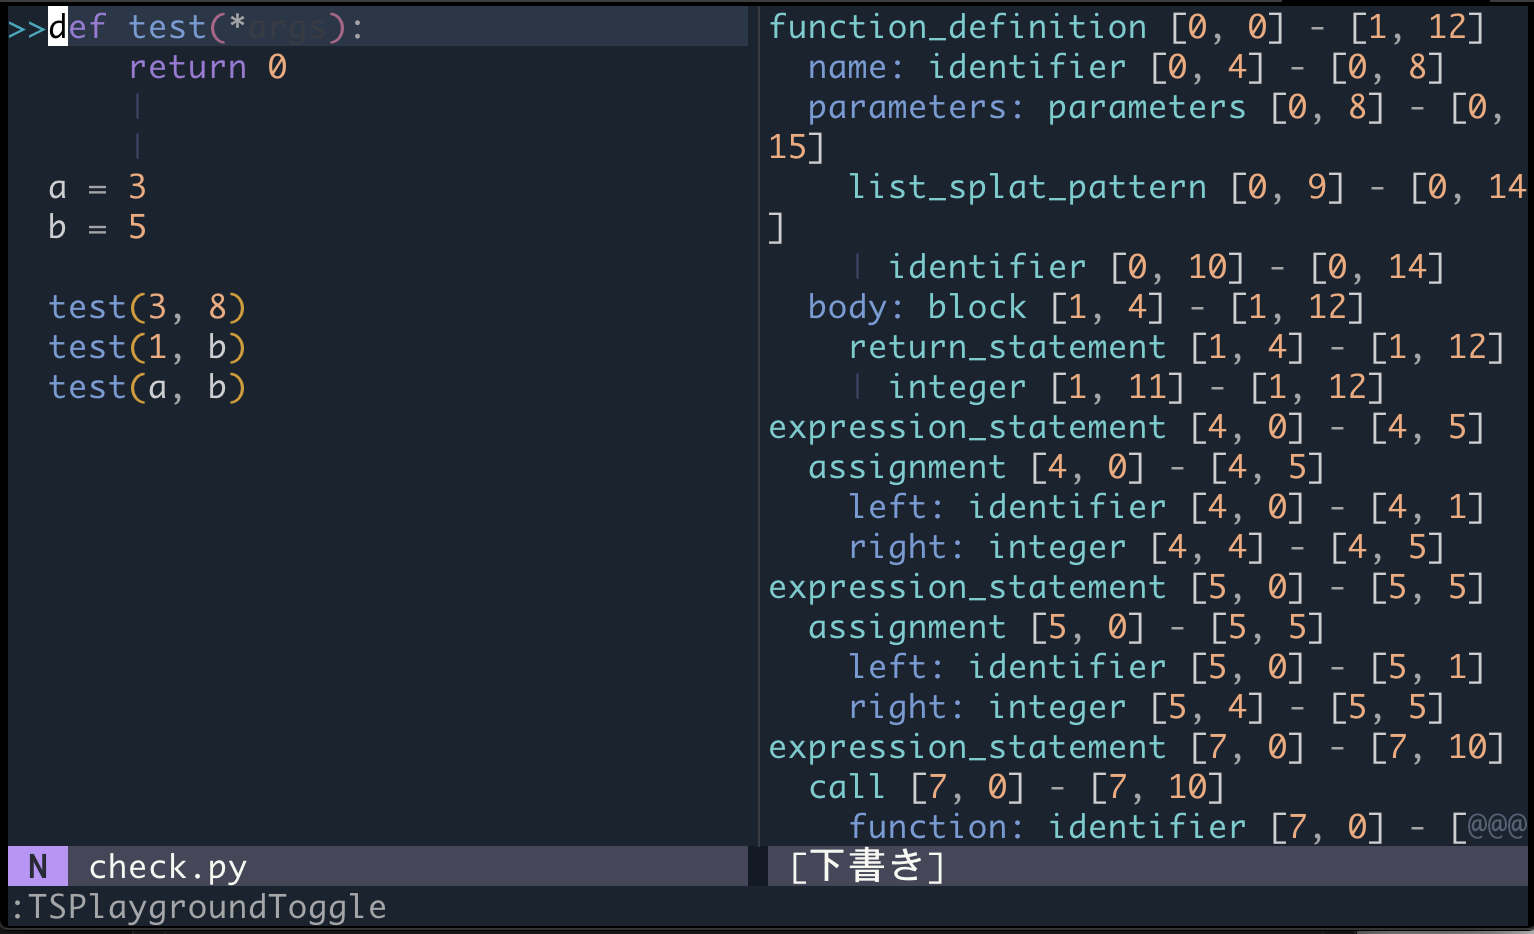 >>def test(*args):
    return 0
    |
    |
a = 3
b = 5
test(3, 8)
test(1, b)
test(a, b)
N check.py
:TSPlaygroundToggle
function_definition [0, 0] - [1, 12]
  name: identifier [0, 4] - [0, 8]
  parameters: parameters [0, 8] - [0,
15]
    list_splat_pattern [0, 9] - [0, 14
]
    | identifier [0, 10] - [0, 14]
  body: block [1, 4] - [1, 12]
    return_statement [1, 4] - [1, 12]
    | integer [1, 11] - [1, 12]
expression_statement [4, 0] - [4, 5]
  assignment [4, 0] - [4, 5]
    left: identifier [4, 0] - [4, 1]
    right: integer [4, 4] - [4, 5]
expression_statement [5, 0] - [5, 5]
  assignment [5, 0] - [5, 5]
    left: identifier [5, 0] - [5, 1]
    right: integer [5, 4] - [5, 5]
expression_statement [7, 0] - [7, 10]
  call [7, 0] - [7, 10]
    function: identifier [7, 0] - [@@@
[下書き]